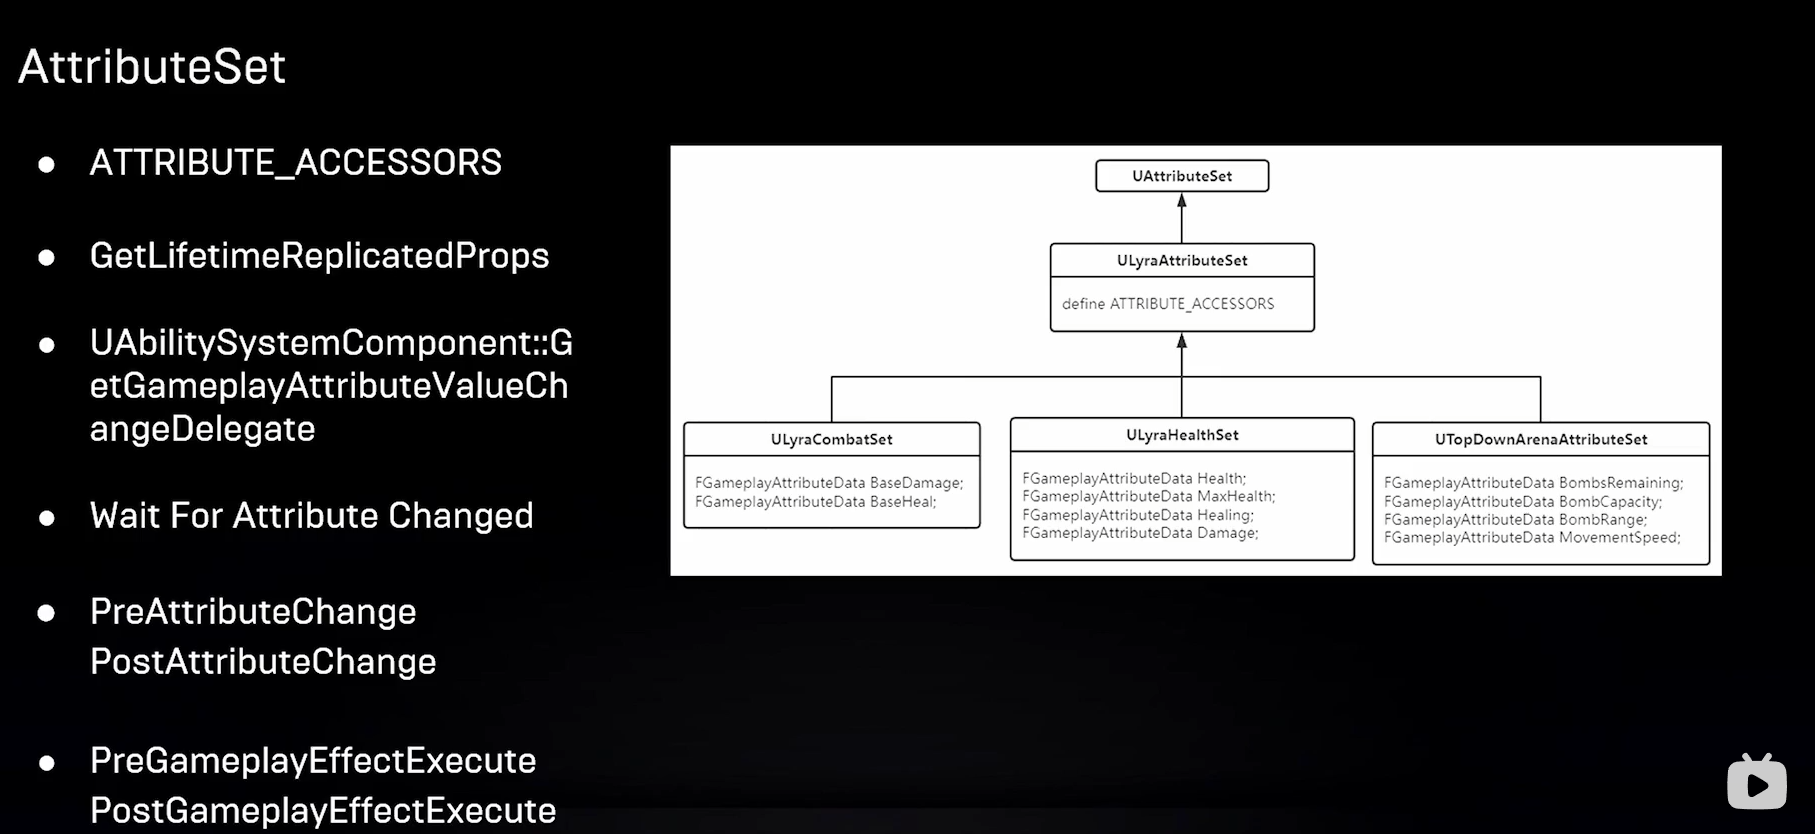 AttributeSet
● ATTRIBUTE_ACCESSORS
● GetLifetimeReplicatedProps
● UAbilitySystemComponent::G
etGameplayAttributeValueCh
angeDelegate
● Wait For Attribute Changed
● PreAttributeChange
PostAttributeChange
● PreGameplayEffectExecute
PostGameplayEffectExecute
UAttributeSet
ULyraAttributeSet
define ATTRIBUTE_ACCESSORS
ULyraCombatSet
FGameplayAttributeData BaseDamage;
FGameplayAttributeData BaseHeal;
ULyraHealthSet
FGameplayAttributeData Health;
FGameplayAttributeData MaxHealth;
FGameplayAttributeData Healing;
FGameplayAttributeData Damage;
UTopDownArenaAttributeSet
FGameplayAttributeData BombsRemaining;
FGameplayAttributeData BombCapacity;
FGameplayAttributeData BombRange;
FGameplayAttributeData MovementSpeed;